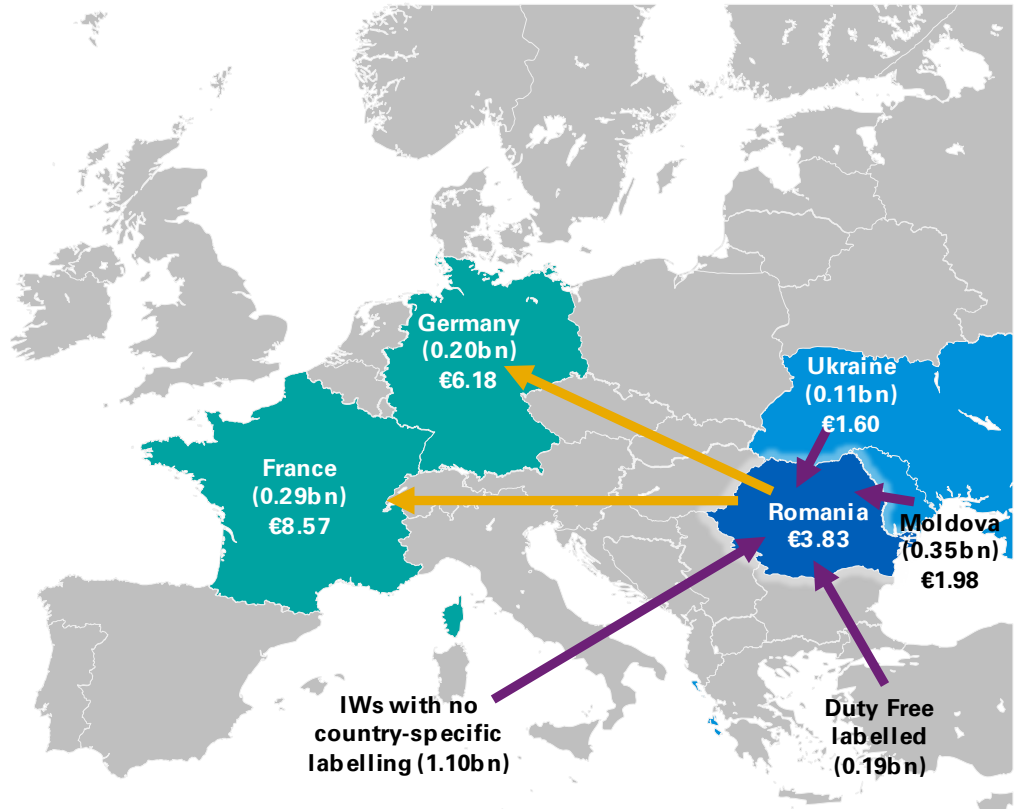 Germany
(0.20bn)
€6.18
Ukraine
(0.11bn)
€1.60
France
(0.29bn)
€8.57
Romania
€3.83
Moldova
(0.35bn)
€1.98
IWs with no
country-specific
labelling (1.10bn)
Duty Free
labelled
(0.19bn)